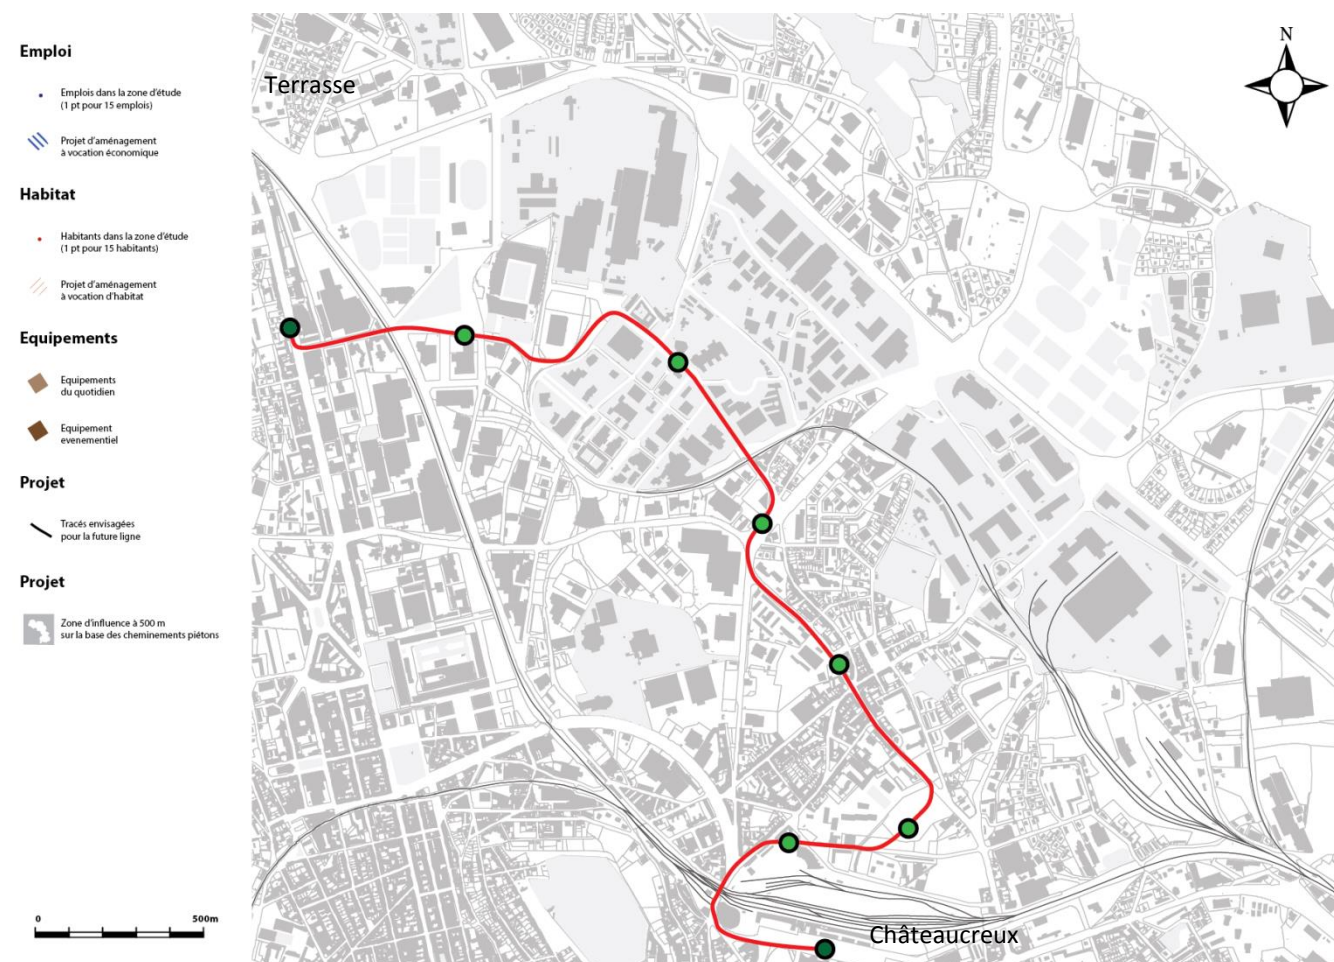 Emploi
Emplois dans la zone d'étude
(1 pt pour 15 emplois)
Projet d'aménagement
à vocation économique
Habitat
Habitants dans la zone d'étude
(1 pt pour 15 habitants)
Projet d'aménagement
à vocation d'habitat
Equipements
Equipements
du quotidien
Equipement
evenementiel
Projet
Tracés envisagées
pour la future ligne
Projet
Zone d'influence à 500 m
sur la base des cheminements piétons
0 500m
Terrasse
N
Châteaucreux